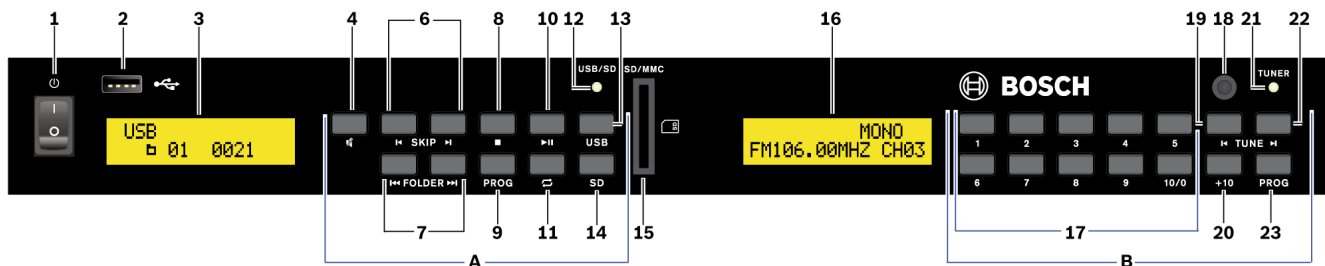 1 2 3 4 6 8 10 12 13 16 19 18 21 22
USB/SD SD/MMC
TUNER
BOSCH
I
O
USB
01 0021
MONO
FM106.00MHZ CH03
SKIP USB
1 2 3 4 5 TUNE
SD
FOLDER PROG SD
6 7 8 9 10/0 +10 PROG
7 9 11 14 15 17 20 23
A B